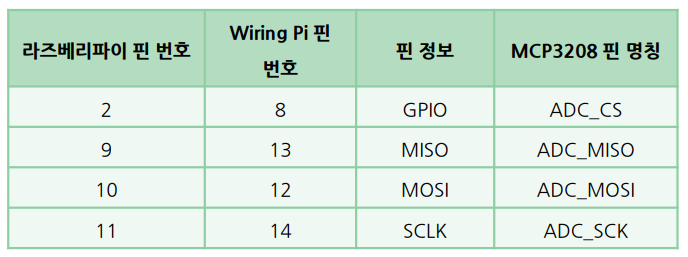 라즈베리파이 핀 번호 Wiring Pi 핀 번호 핀 정보 MCP3208 핀 명칭
2 8 GPIO ADC_CS
9 13 MISO ADC_MISO
10 12 MOSI ADC_MOSI
11 14 SCLK ADC_SCK